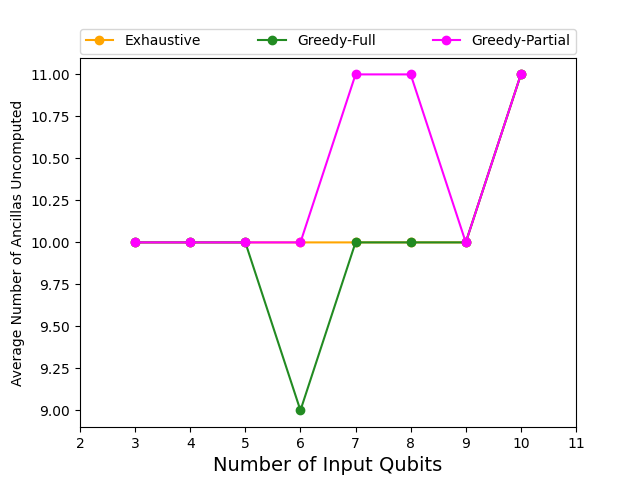 Exhaustive Greedy-Full Greedy-Partial
11.00
10.75
10.50
10.25
10.00
9.75
9.50
9.25
9.00
Average Number of Ancillas Uncomputed
2 3 4 5 6 7 8 9 10 11
Number of Input Qubits